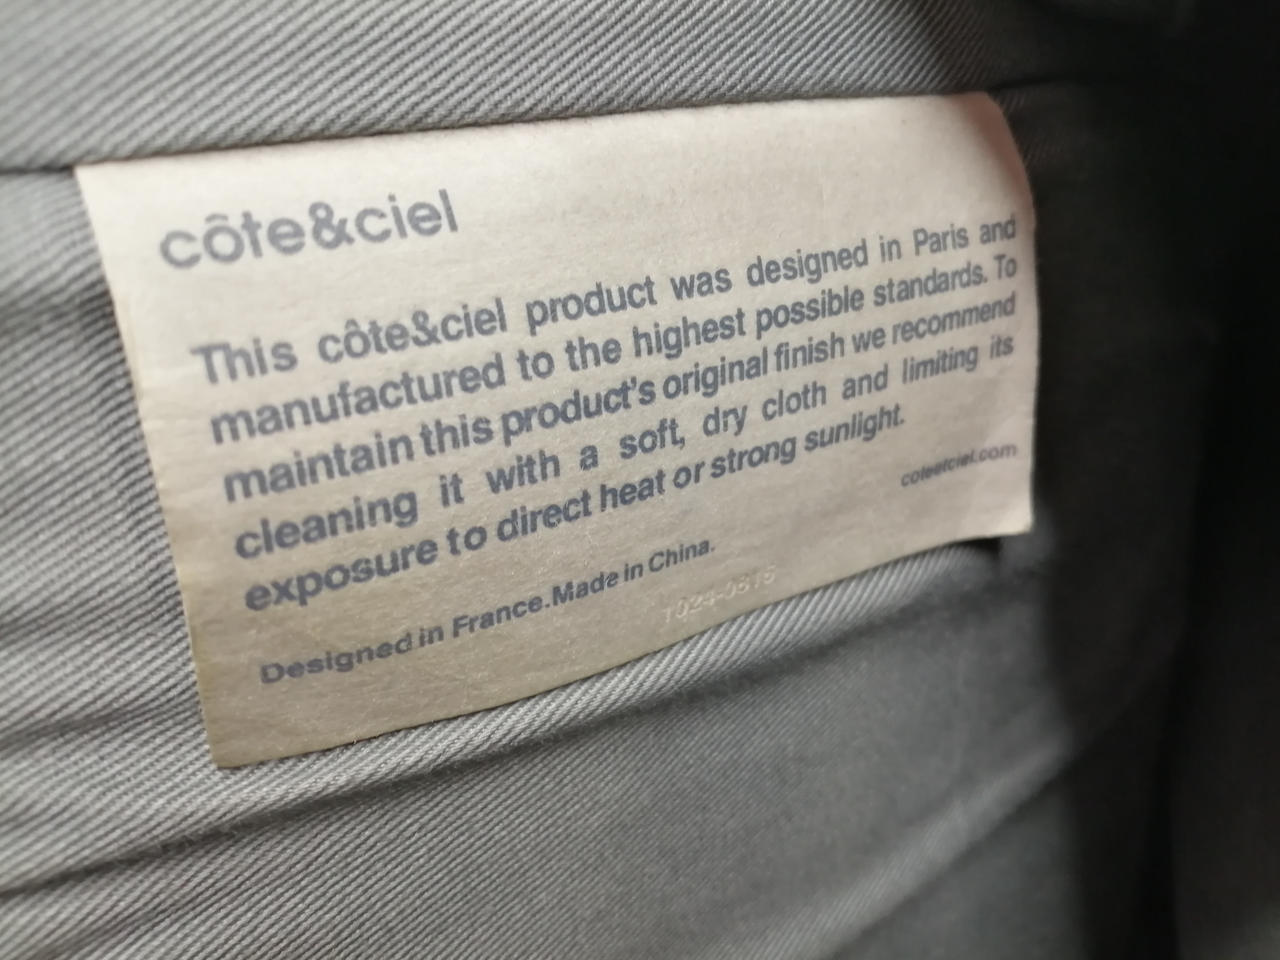 côte&ciel
This côte&ciel product was designed in Paris and
manufactured to the highest possible standards. To
maintain this product's original finish we recommend
cleaning it with a soft, dry cloth and limiting its
exposure to direct heat or strong sunlight.
coteetciel.com
Designed in France.Made in China.